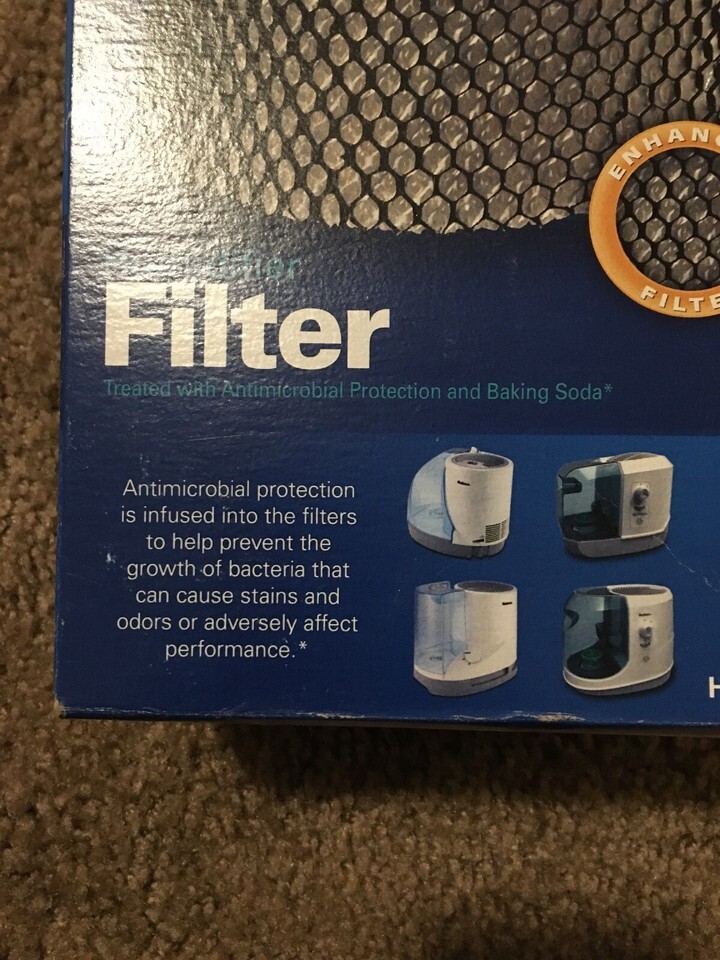 ENHANC
FILTE
Filter
Treated with Antimicrobial Protection and Baking Soda*
Antimicrobial protection
is infused into the filters
to help prevent the
growth of bacteria that
can cause stains and
odors or adversely affect
performance.*
H